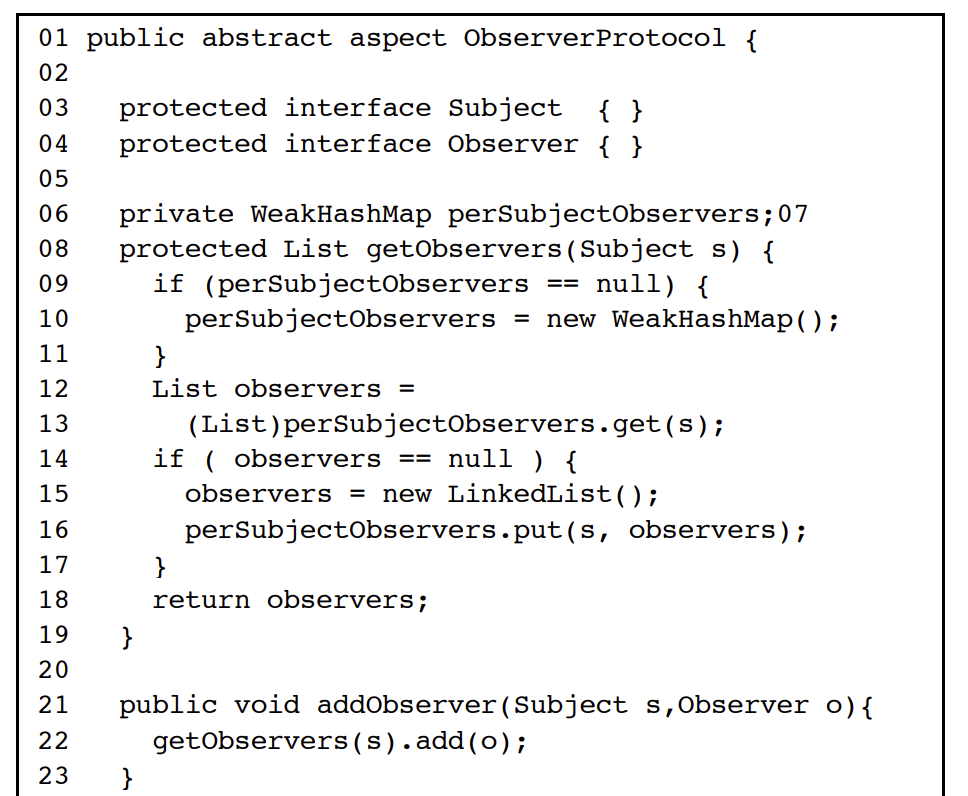 01 public abstract aspect ObserverProtocol {
02
03   protected interface Subject  { }
04   protected interface Observer { }
05
06   private WeakHashMap perSubjectObservers;07
08   protected List getObservers(Subject s) {
09     if (perSubjectObservers == null) {
10       perSubjectObservers = new WeakHashMap();
11     }
12     List observers =
13       (List)perSubjectObservers.get(s);
14     if ( observers == null ) {
15       observers = new LinkedList();
16       perSubjectObservers.put(s, observers);
17     }
18     return observers;
19   }
20
21   public void addObserver(Subject s,Observer o){
22     getObservers(s).add(o);
23   }